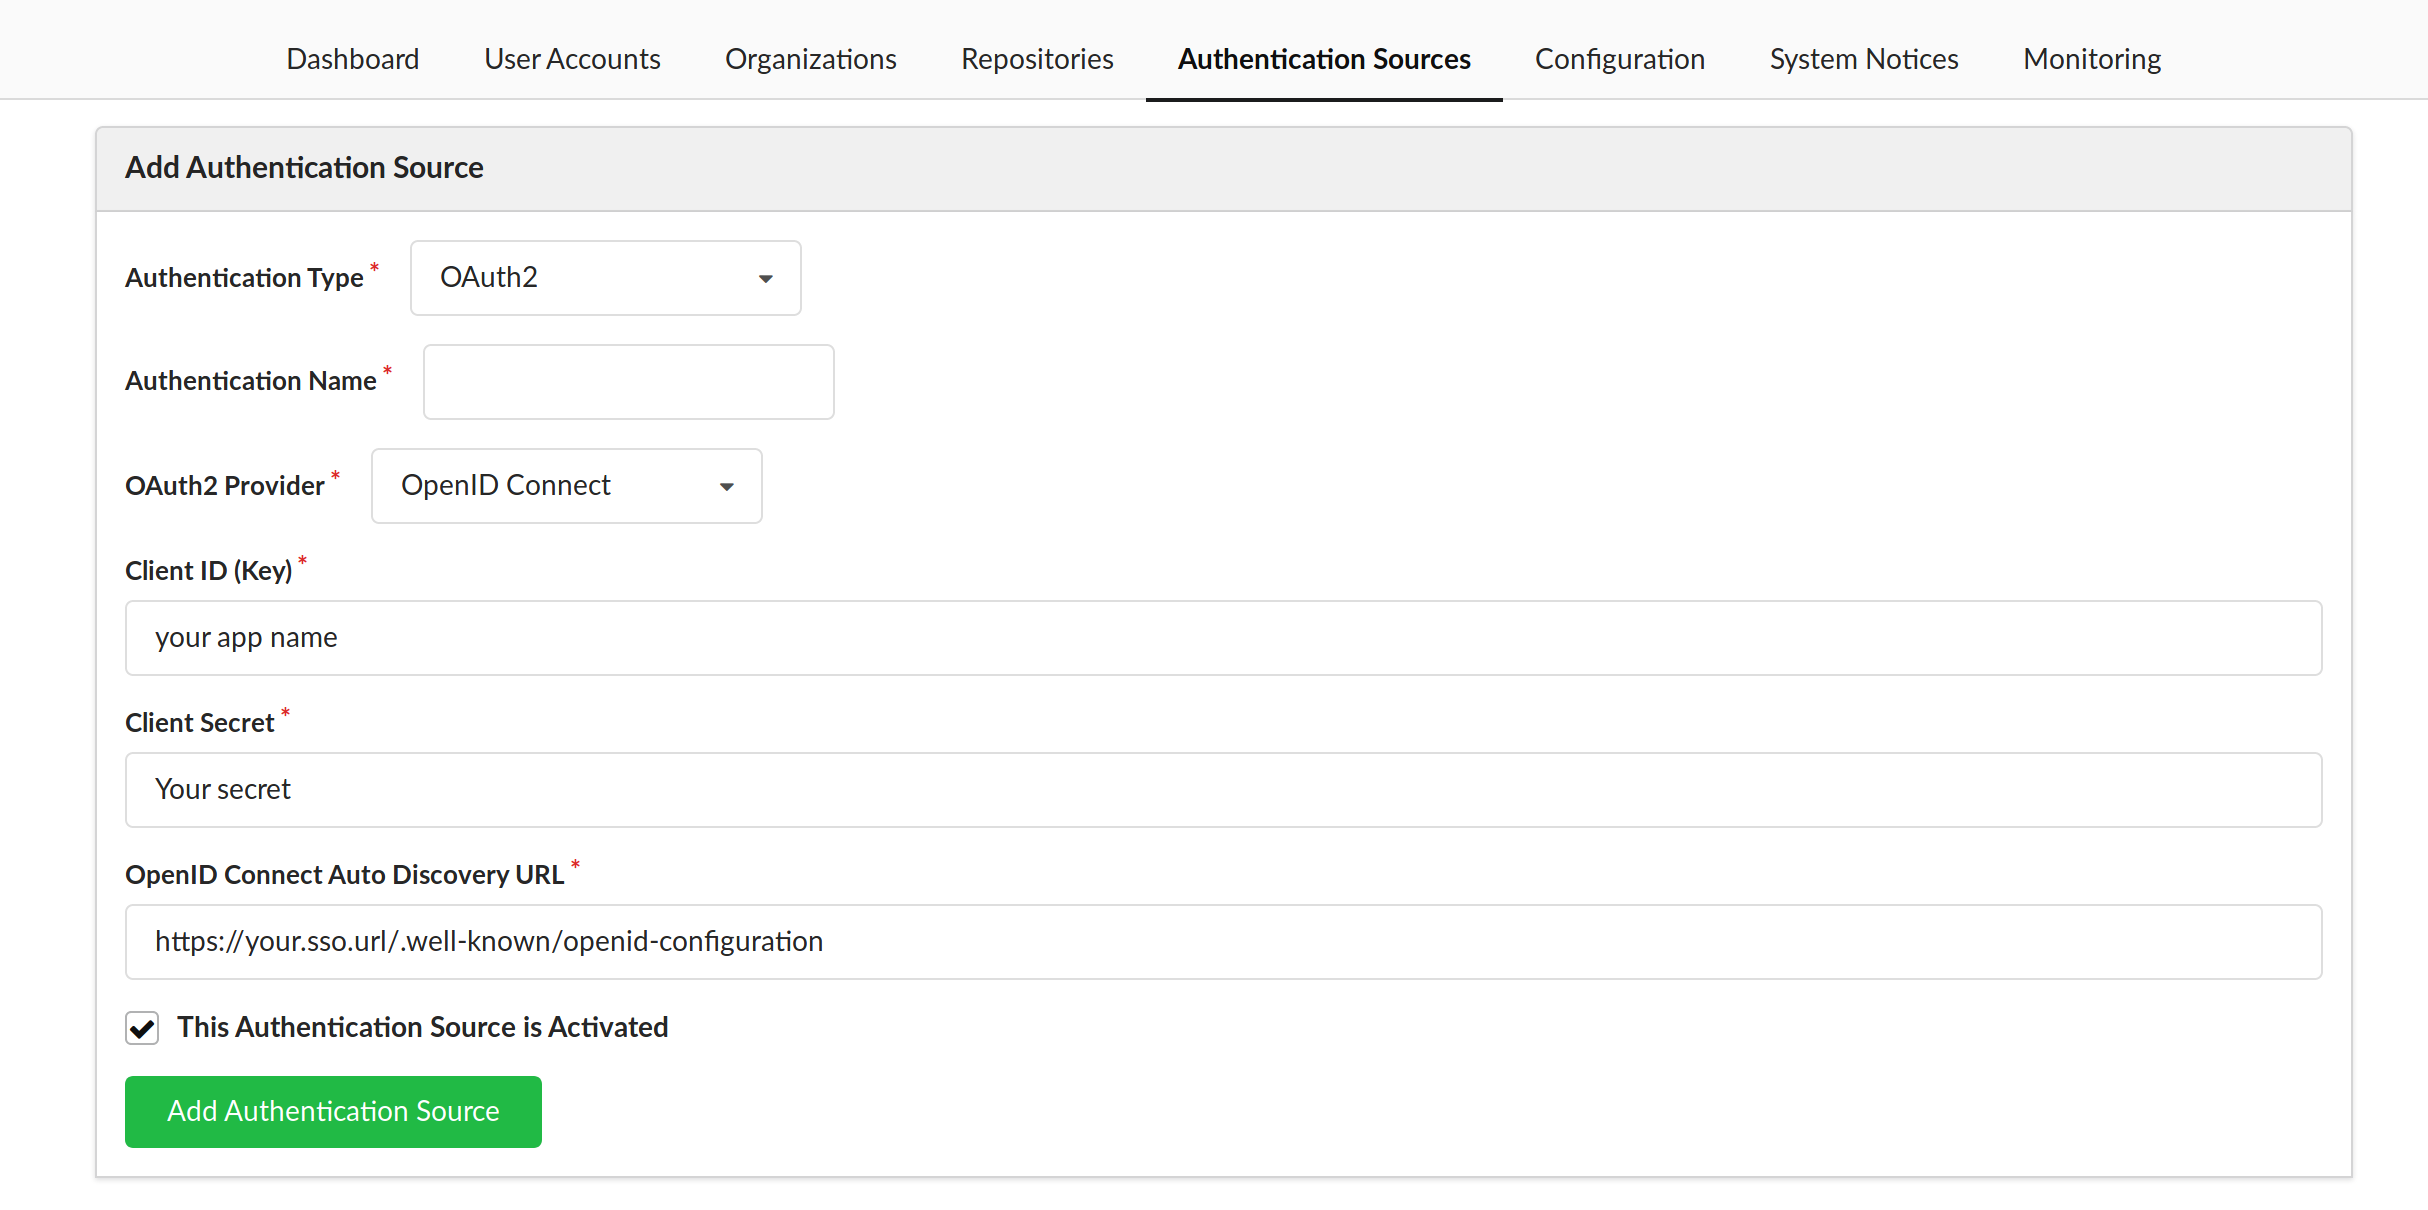 Dashboard User Accounts Organizations Repositories Authentication Sources Configuration System Notices Monitoring
Add Authentication Source
Authentication Type * OAuth2
Authentication Name *
OAuth2 Provider * OpenID Connect
Client ID (Key) *
your app name
Client Secret *
Your secret
OpenID Connect Auto Discovery URL *
https://your.sso.url/.well-known/openid-configuration
This Authentication Source is Activated
Add Authentication Source